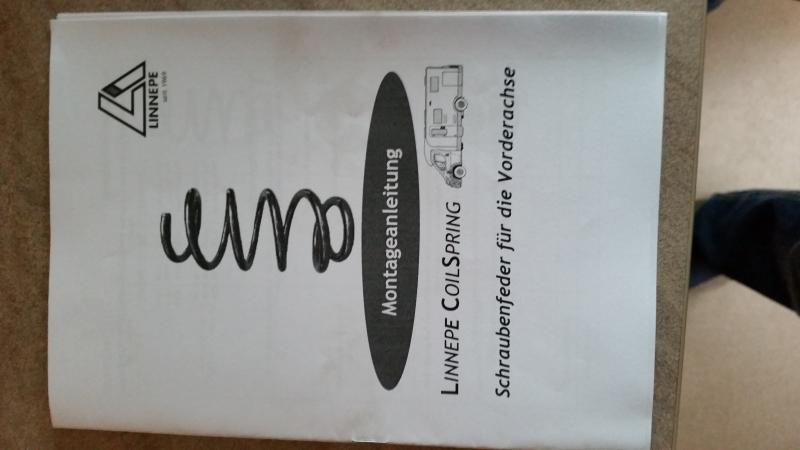 LINNEPE
seit 1969
Montageanleitung
LINNEPE COILSPRING
Schraubenfeder für die Vorderachse